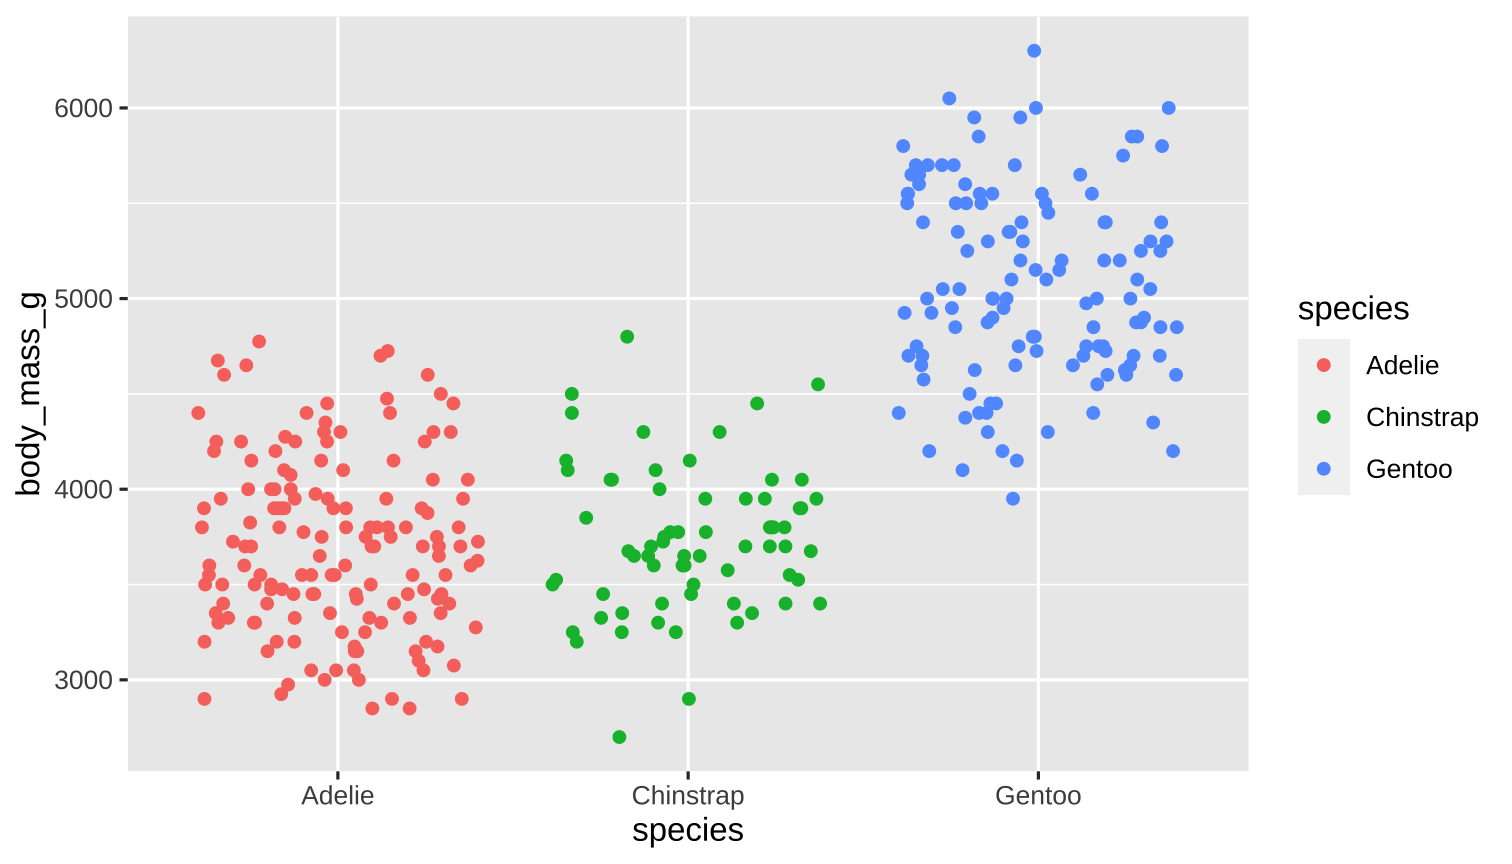 body_mass_g
6000
5000
4000
3000
Adelie
Chinstrap
Gentoo
species
species
Adelie
Chinstrap
Gentoo